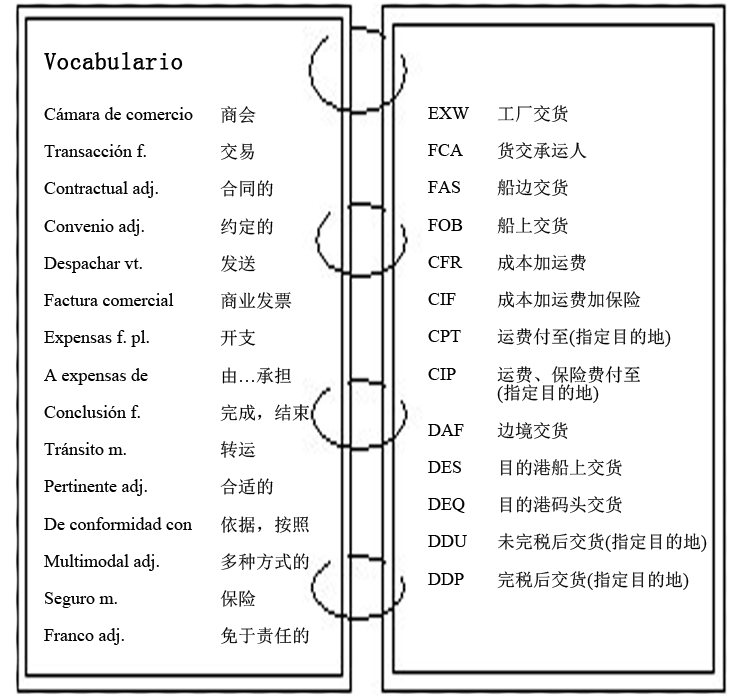 Vocabulario
Cámara de comercio 商会
Transacción f. 交易
Contractual adj. 合同的
Convenio adj. 约定的
Despachar vt. 发送
Factura comercial 商业发票
Expensas f. pl. 开支
A expensas de 由…承担
Conclusión f. 完成，结束
Tránsito m. 转运
Pertinente adj. 合适的
De conformidad con 依据，按照
Multimodal adj. 多种方式的
Seguro m. 保险
Franco adj. 免于责任的
EXW 工厂交货
FCA 货交承运人
FAS 船边交货
FOB 船上交货
CFR 成本加运费
CIF 成本加运费加保险
CPT 运费付至(指定目的地)
CIP 运费、保险费付至
(指定目的地)
DAF 边境交货
DES 目的港船上交货
DEQ 目的港码头交货
DDU 未完税后交货(指定目的地)
DDP 完税后交货(指定目的地)